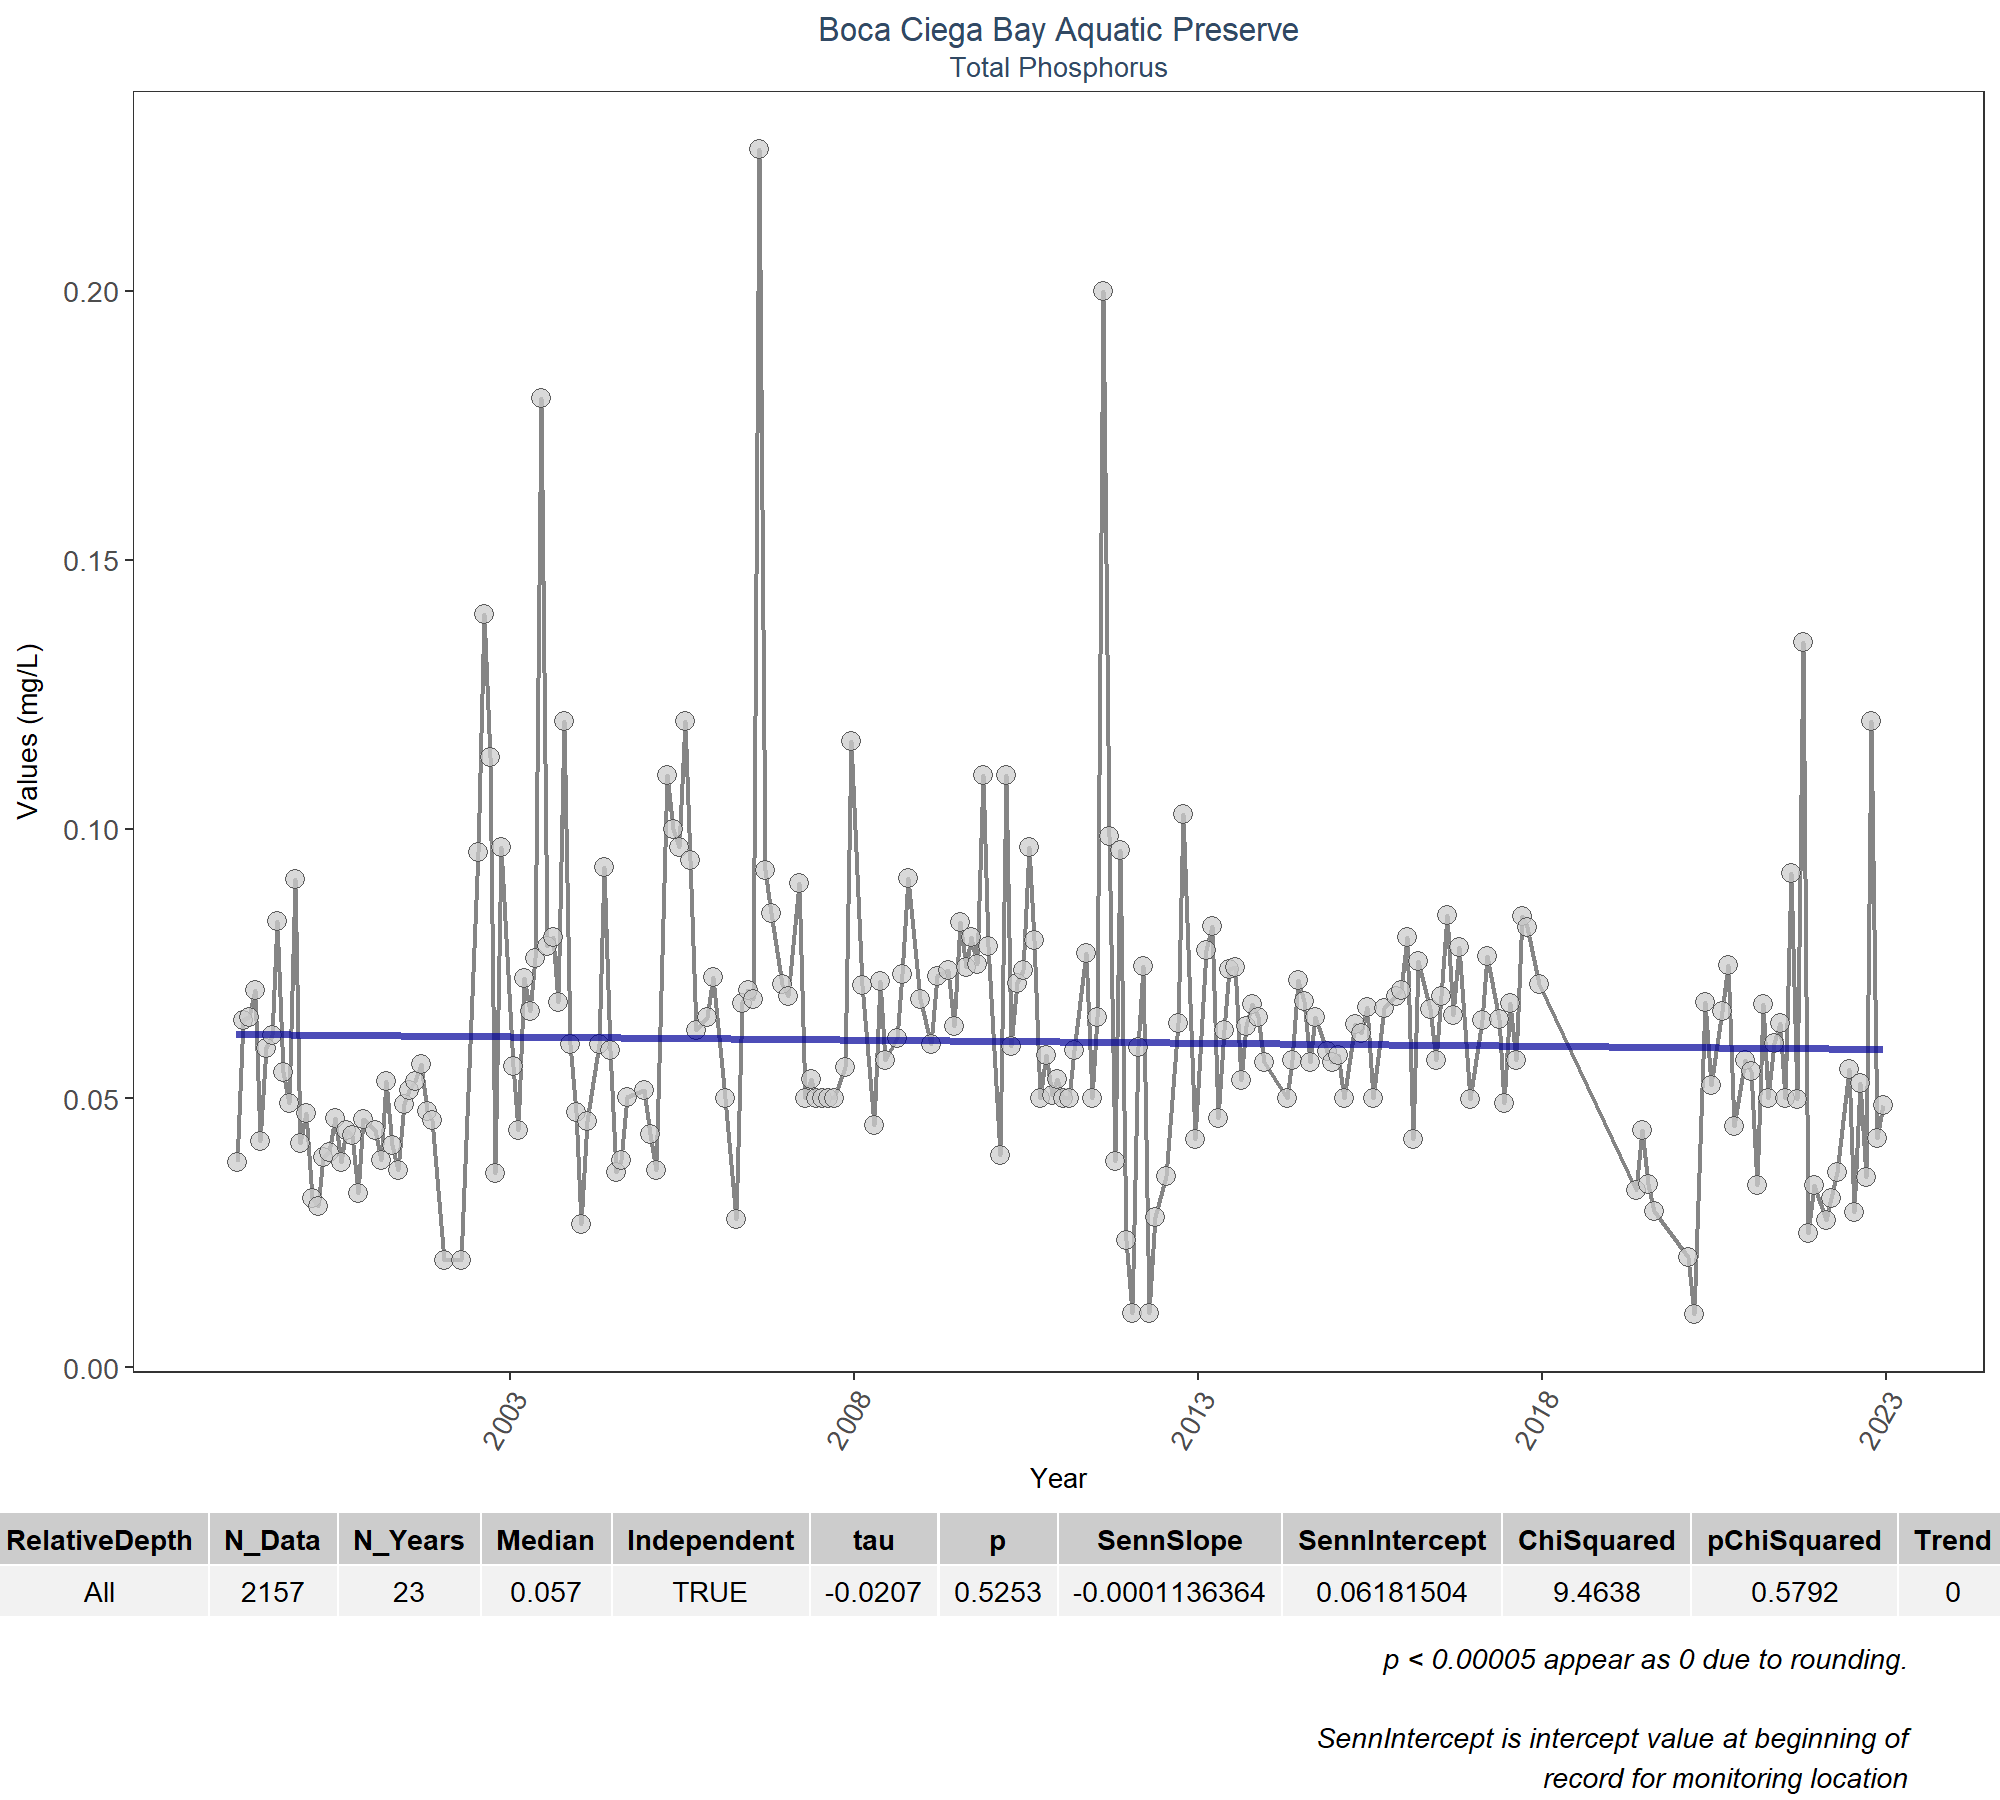 Boca Ciega Bay Aquatic Preserve
Total Phosphorus
Values (mg/L)
0.20
0.15
0.10
0.05
0.00
2003 2008 2013 2018 2023
Year
RelativeDepth N_Data N_Years Median Independent tau p SennSlope SennIntercept ChiSquared pChiSquared Trend
All 2157 23 0.057 TRUE -0.0207 0.5253 -0.0001136364 0.06181504 9.4638 0.5792 0
p < 0.00005 appear as 0 due to rounding.
SennIntercept is intercept value at beginning of
record for monitoring location